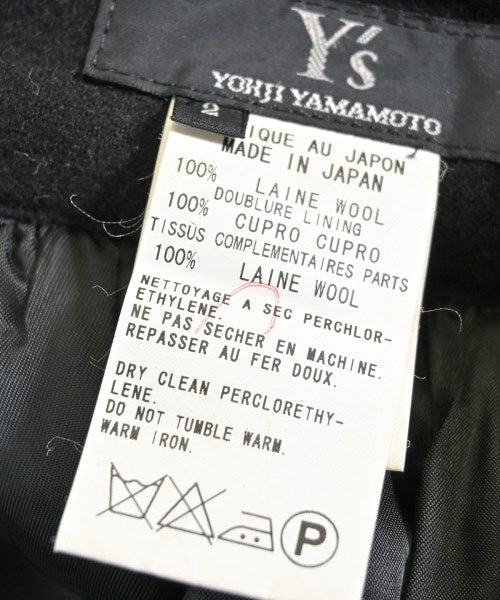 Y's
YOHJI YAMAMOTO
2
IQUE AU JAPON
MADE IN JAPAN
100% LAINE WOOL
DOUBLURE LINING
100% CUPRO CUPRO
TISSUS COMPLEMENTAIRES PARTS
100% LAINE WOOL
NETTOYAGE A SEC PERCHLOR-
ETHYLENE.
NE PAS SECHER EN MACHINE.
REPASSER AU FER DOUX.
DRY CLEAN PERCLORETHY-
LENE.
DO NOT TUMBLE WARM.
WARM IRON.
P